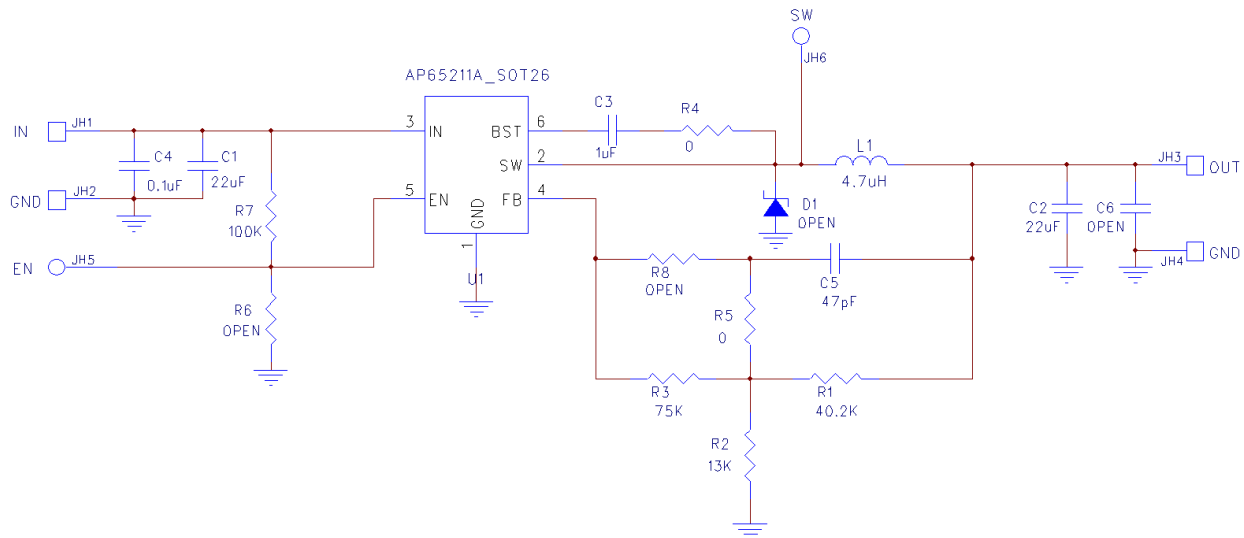 SW
JH6
AP65211A_SOT26
IN
JH1
3
IN
BST
6
C3
1uF
R4
0
C4
0.1uF
C1
22uF
SW
2
L1
4.7uH
JH3
OUT
GND
JH2
5
EN
FB
4
GND
1
U1
D1
OPEN
C2
22uF
C6
OPEN
JH4
GND
R7
100K
EN
JH5
R6
OPEN
R8
OPEN
C5
47pF
R5
0
R3
75K
R1
40.2K
R2
13K